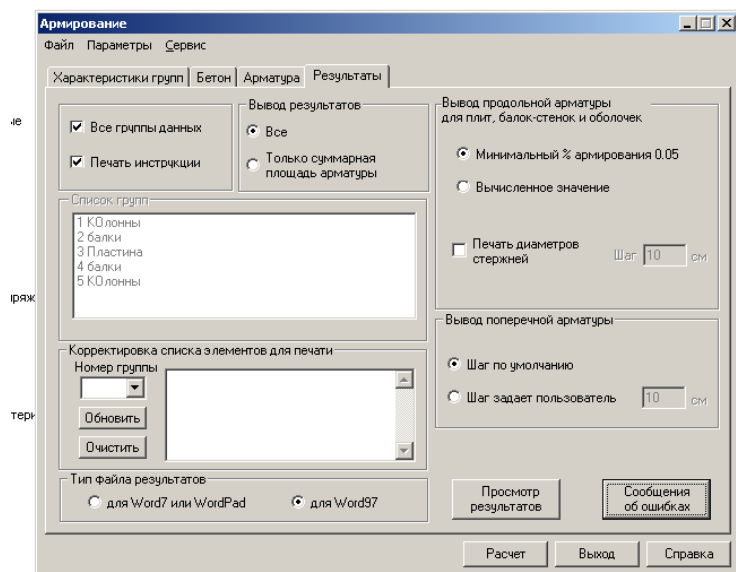 Армирование
Файл Параметры Сервис
Характеристики групп Бетон Арматура Результаты
ые
Все группы данных
Печать инструкции
Вывод результатов
Все
Только суммарная
площадь арматуры
Вывод продольной арматуры
для плит, балок-стенок и оболочек
Минимальный % армирования 0.05
Вычисленное значение
Печать диаметров
стержней
Шаг 10 см
Список групп
1 КОлонны
2 балки
3 Пластина
4 балки
5 КОлонны
пряж
Вывод поперечной арматуры
Шаг по умолчанию
Шаг задает пользователь 10 см
Корректировка списка элементов для печати
Номер группы
Обновить
Очистить
тери
Тип файла результатов
для Word7 или WordPad
для Word97
Просмотр
результатов
Сообщения
об ошибках
Расчет
Выход
Справка